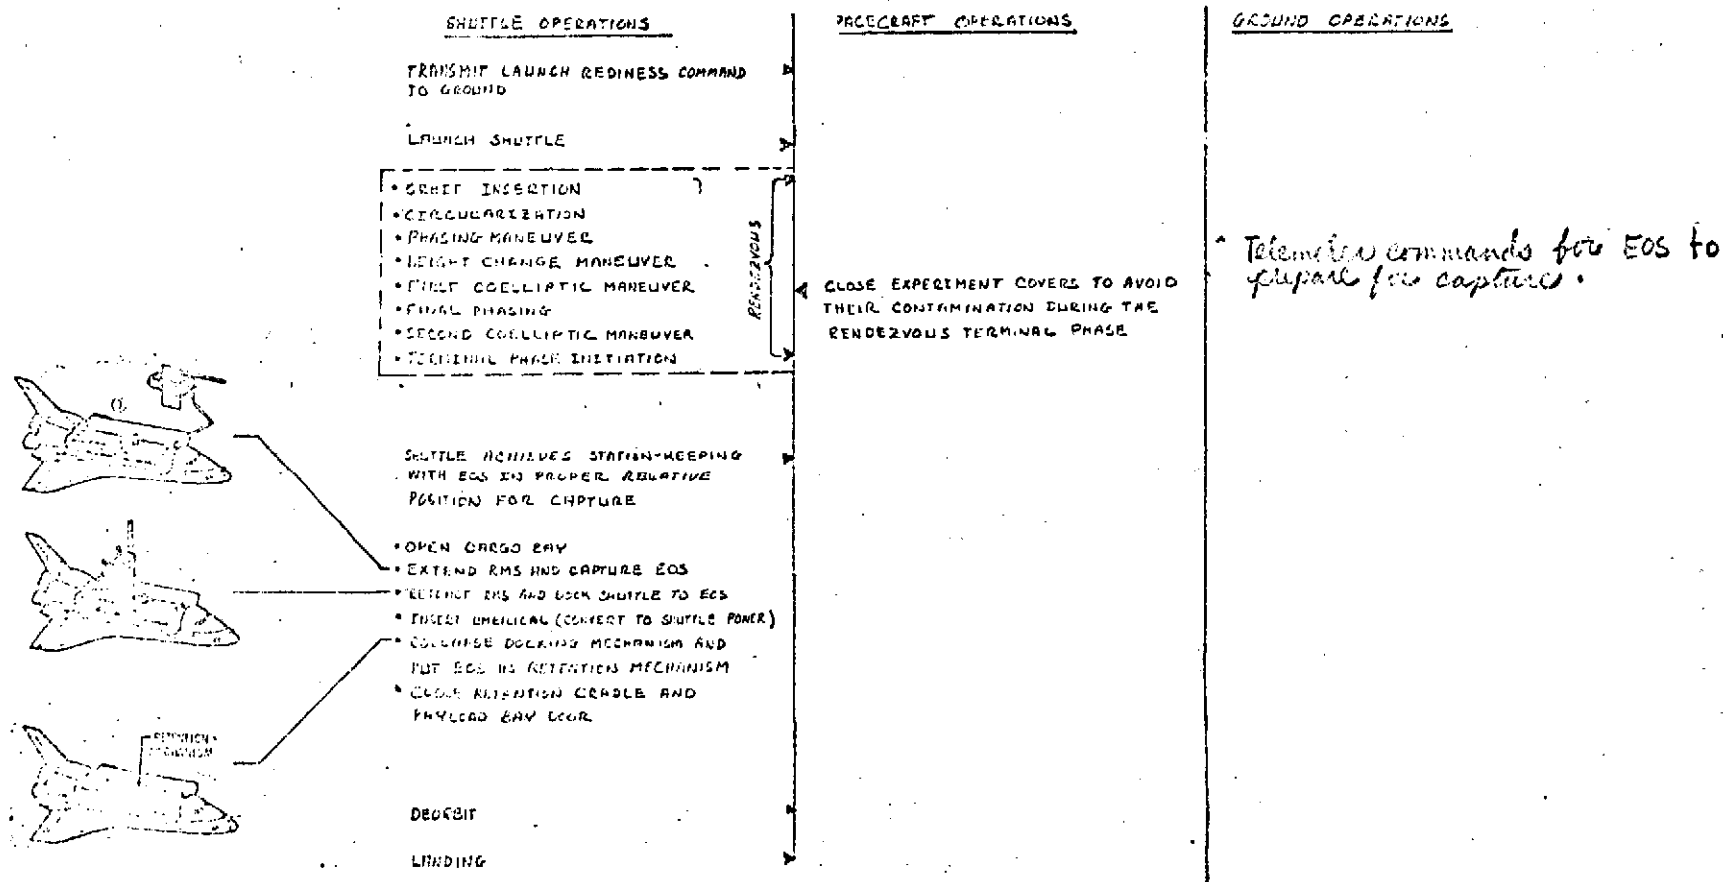 SHUTTLE OPERATIONS
TRANSMIT LAUNCH REDINESS COMMAND
TO GROUND
LAUNCH SHUTTLE
• ORBIT INSERTION
• CIRCULARIZATION
• PHASING MANEUVER
• HEIGHT CHANGE MANEUVER
• FIRST COELLIPTIC MANEUVER
• FINAL PHASING
• SECOND COELLIPTIC MANEUVER
• TERMINAL PHASE INITIATION
RENDEZVOUS
SHUTTLE ACHIEVES STATION-KEEPING
WITH EOS IN PROPER RELATIVE
POSITION FOR CAPTURE
• OPEN CARGO BAY
• EXTEND RMS AND CAPTURE EOS
• RETRACT RMS AND DOCK SHUTTLE TO EOS
• INSERT UMBILICAL (CONVERT TO SHUTTLE POWER)
• COLLAPSE DOCKING MECHANISM AND
PUT EOS IN RETENTION MECHANISM
• CLOSE RETENTION CRADLE AND
PAYLOAD BAY DOOR
RETENTION
MECHANISM
DEORBIT
LANDING
PACECRAFT OPERATIONS
CLOSE EXPERIMENT COVERS TO AVOID
THEIR CONTAMINATION DURING THE
RENDEZVOUS TERMINAL PHASE
GROUND OPERATIONS
• Telemeter commands for EOS to
prepare for capture.